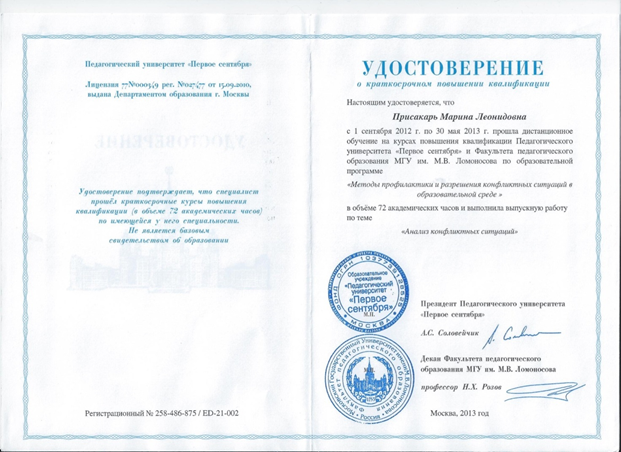 Педагогический университет «Первое сентября»
Лицензия 77№000349 рег. №027477 от 15.09.2010,
выдана Департаментом образования г. Москвы
Удостоверение подтверждает, что специалист
прошёл краткосрочные курсы повышения
квалификации (в объеме 72 академических часов)
по имеющейся у него специальности.
Не является базовым
свидетельством об образовании
Регистрационный № 258-486-875 / ED-21-002
УДОСТОВЕРЕНИЕ
о краткосрочном повышении квалификации
Настоящим удостоверяется, что
Присакарь Марина Леонидовна
с 1 сентября 2012 г. по 30 мая 2013 г. прошла дистанционное
обучение на курсах повышения квалификации Педагогического
университета «Первое сентября» и Факультета педагогического
образования МГУ им. М.В. Ломоносова по образовательной
программе
«Методы профилактики и разрешения конфликтных ситуаций в
образовательной среде »
в объёме 72 академических часов и выполнила выпускную работу
по теме
«Анализ конфликтных ситуаций»
Образовательное
учреждение
«Педагогический
университет
«Первое
сентября»
М.П.
МОСКВА
Президент Педагогического университета
«Первое сентября»
А.С. Соловейчик
Декан Факультета педагогического
образования МГУ им. М.В. Ломоносова
профессор Н.Х. Розов
Москва, 2013 год